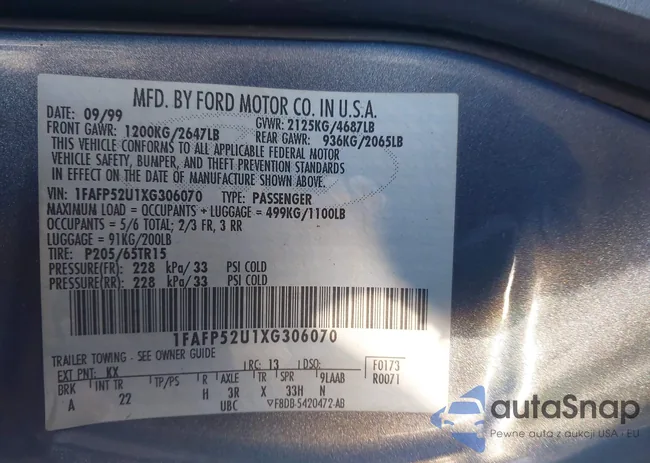 MFD. BY FORD MOTOR CO. IN U.S.A.
DATE: 09/99 GVWR: 2125KG/4687LB
FRONT GAWR: 1200KG/2647LB REAR GAWR: 936KG/2065LB
THIS VEHICLE CONFORMS TO ALL APPLICABLE FEDERAL MOTOR
VEHICLE SAFETY, BUMPER, AND THEFT PREVENTION STANDARDS
IN EFFECT ON THE DATE OF MANUFACTURE SHOWN ABOVE.
VIN: 1FAFP52U1XG306070 TYPE: PASSENGER
MAXIMUM LOAD = OCCUPANTS + LUGGAGE = 499KG/1100LB
OCCUPANTS = 5/6 TOTAL; 2/3 FR, 3 RR
LUGGAGE = 91KG/200LB
TIRE: P205/65TR15
PRESSURE(FR): 228 kPa/ 33 PSI COLD
PRESSURE(RR): 228 kPa/ 33 PSI COLD
1FAFP52U1XG306070
TRAILER TOWING - SEE OWNER GUIDE
EXT PNT: KX RC: 13 DSO: F0173
BRK INT TR TP/PS R AXLE TR SPR 9LAAB R0071
A 22 H 3R X 33H N
UBC F8DB-5420472-AB
autaSnap
Pewne auta z aukcji USA i EU